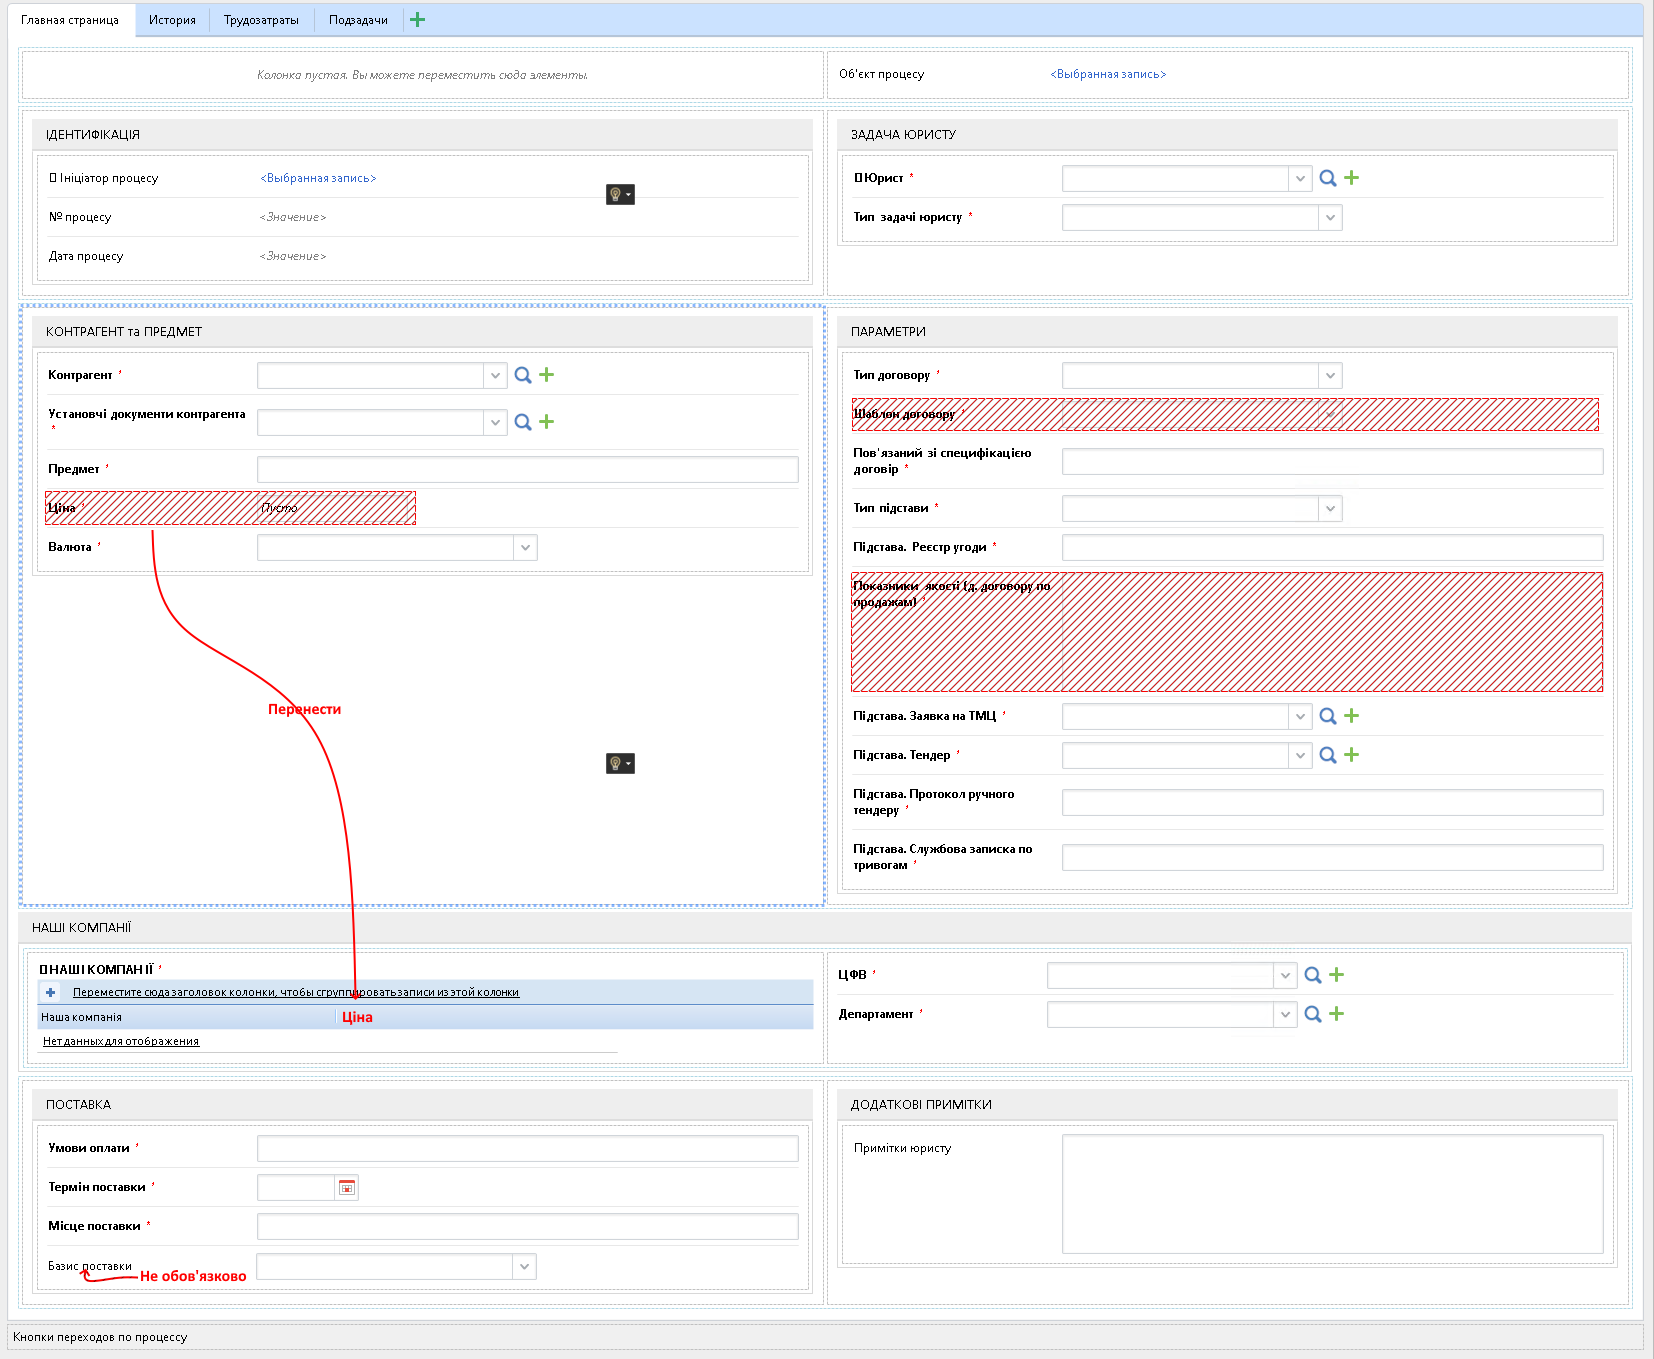 Главная страница
История
Трудозатраты
Подзадачи
Колонка пустая. Вы можете переместить сюда элементы.
Об'єкт процесу
<Выбранная запись>
ІДЕНТИФІКАЦІЯ
Ініціатор процесу
<Выбранная запись>
№ процесу
<Значение>
Дата процесу
<Значение>
ЗАДАЧА ЮРИСТУ
Юрист *
Тип задачі юристу *
КОНТРАГЕНТ та ПРЕДМЕТ
Контрагент *
Установчі документи контрагента
*
Предмет *
Ціна *
Пусто
Валюта *
Перенести
ПАРАМЕТРИ
Тип договору *
Шаблон договору *
Пов'язаний зі специфікацією
договір *
Тип підстави *
Підстава. Реєстр угоди *
Показники якості (д. договору по
продажам) *
Підстава. Заявка на ТМЦ *
Підстава. Тендер *
Підстава. Протокол ручного
тендеру *
Підстава. Службова записка по
тривогам *
НАШІ КОМПАНІЇ
НАШІ КОМПАНІЇ *
Переместите сюда заголовок колонки, чтобы сгруппировать записи из этой колонки
Наша компанія
Ціна
Нет данных для отображения
ЦФВ *
Департамент *
ПОСТАВКА
Умови оплати *
Термін поставки *
Місце поставки *
Базис поставки
Не обов'язково
ДОДАТКОВІ ПРИМІТКИ
Примітки юристу
Кнопки переходов по процессу